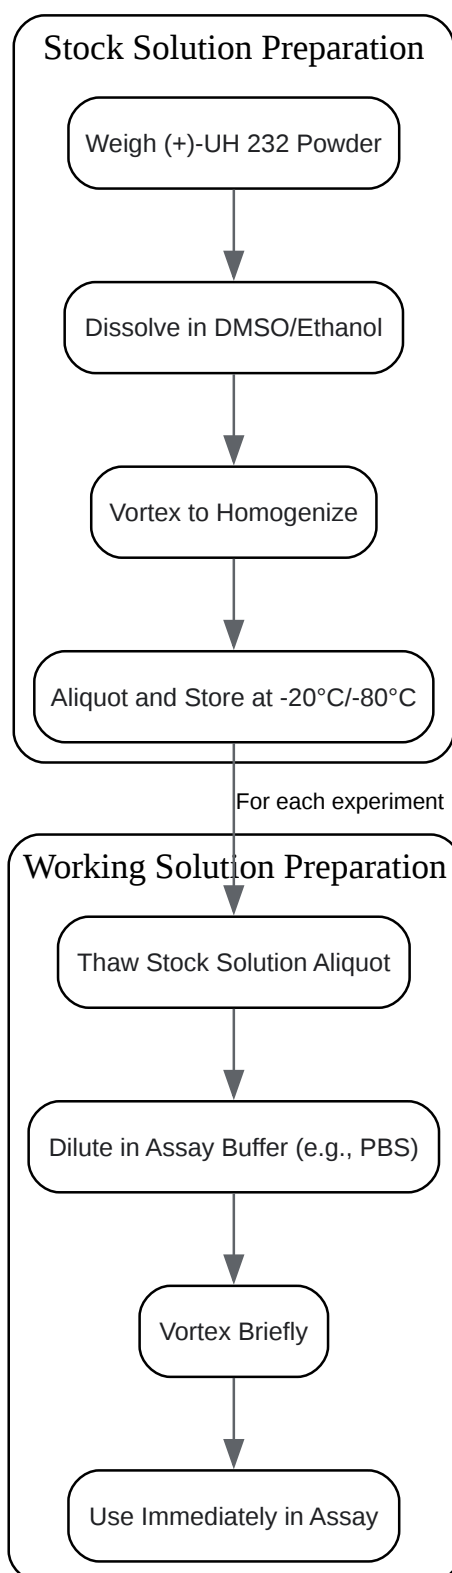 Stock Solution Preparation
Weigh (+)-UH 232 Powder
Dissolve in DMSO/Ethanol
Vortex to Homogenize
Aliquot and Store at -20°C/-80°C
For each experiment
Working Solution Preparation
Thaw Stock Solution Aliquot
Dilute in Assay Buffer (e.g., PBS)
Vortex Briefly
Use Immediately in Assay